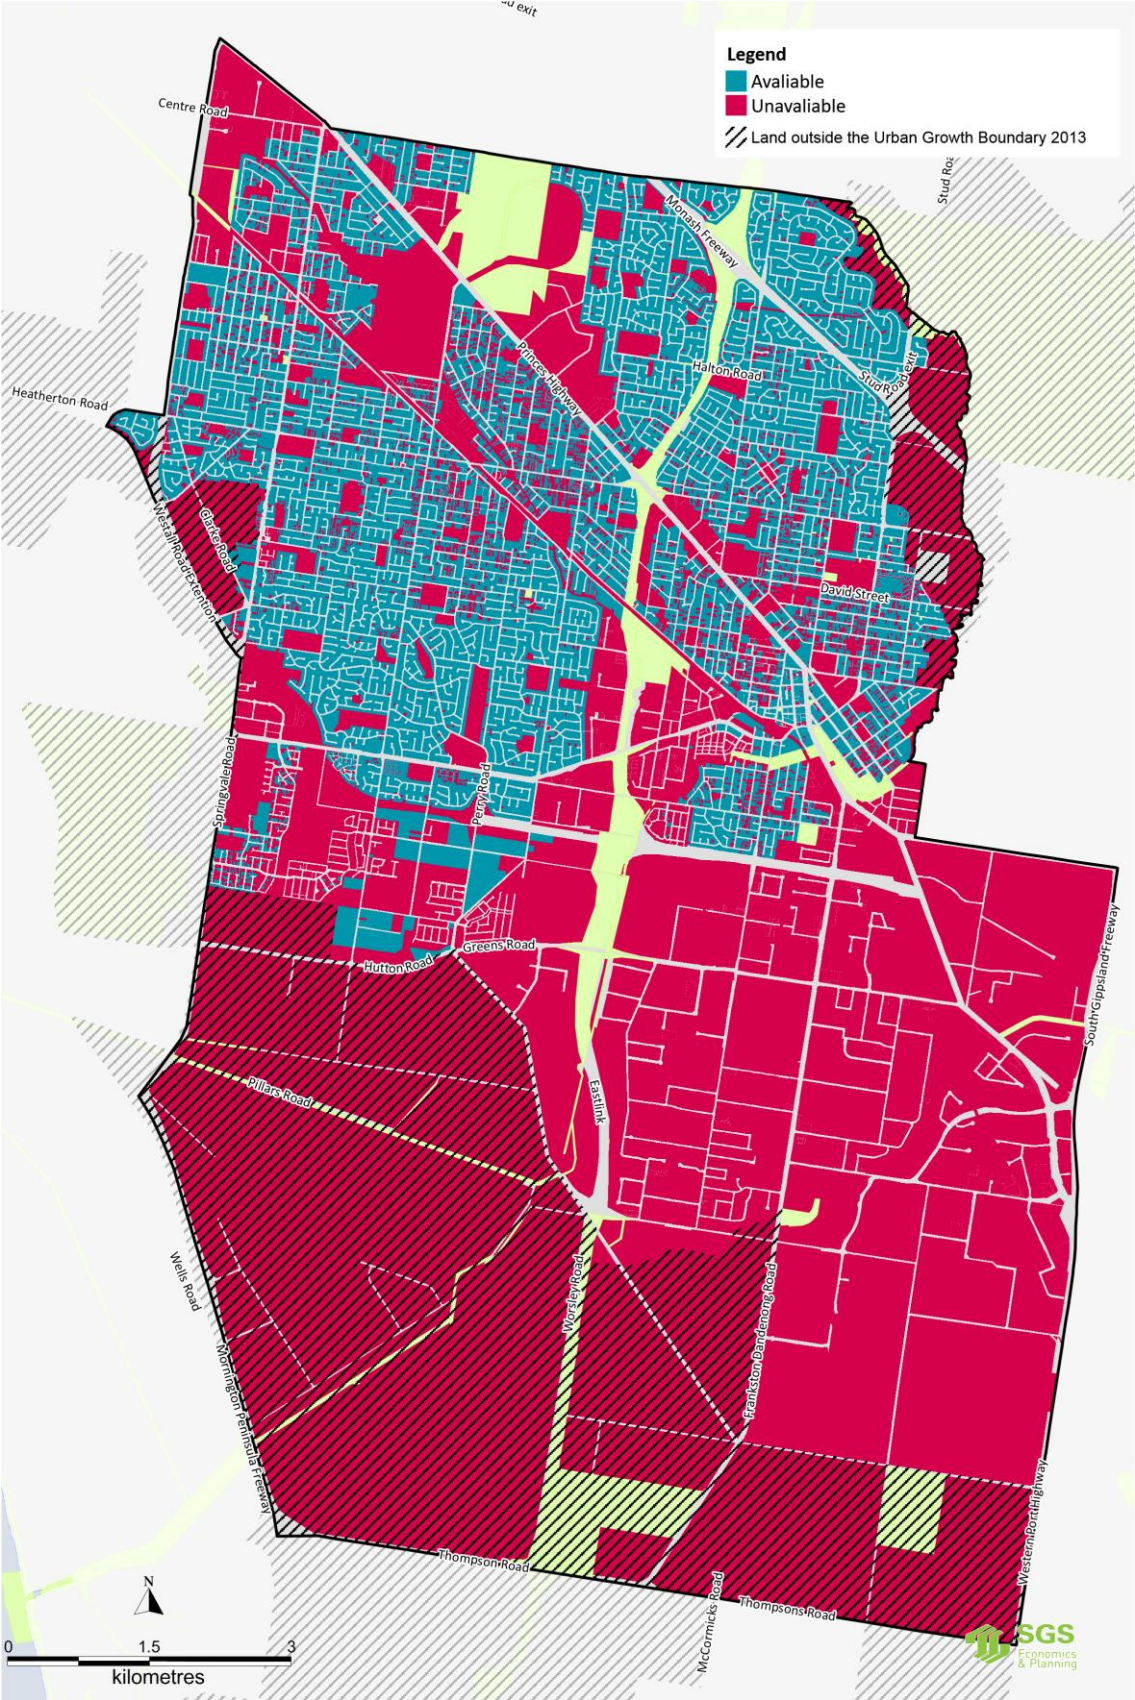 Legend
Avaliable
Unavaliable
Land outside the Urban Growth Boundary 2013
Centre Road
Monash Freeway
Princes Highway
Halton Road
Stud Road exit
Heatherton Road
Clarke Road
Westall Road Extention
David Street
Springvale Road
Perry Road
Greens Road
Hutton Road
South Gippsland Freeway
Pillars Road
Eastlink
Wells Road
Worsley Road
Frankston Dandenong Road
Mornington Peninsula Freeway
Western Port Highway
Thompson Road
Thompsons Road
McCormicks Road
N
0 1.5 3
kilometres
SGS
Economics
& Planning